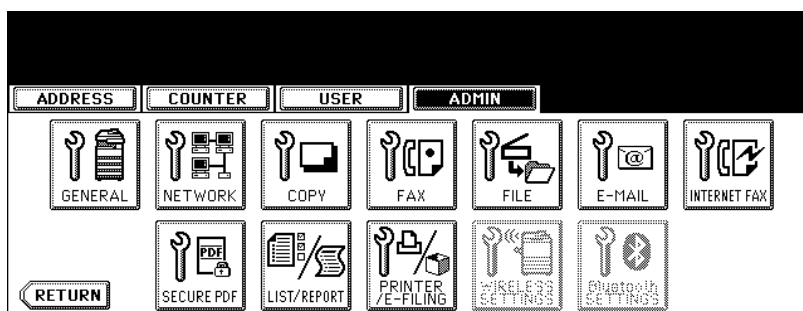 ADDRESS COUNTER USER ADMIN
GENERAL NETWORK COPY FAX FILE E-MAIL INTERNET FAX
SECURE PDF LIST/REPORT PRINTER /E-FILING WIRELESS SETTINGS Bluetooth SETTINGS
PDF
@
RETURN